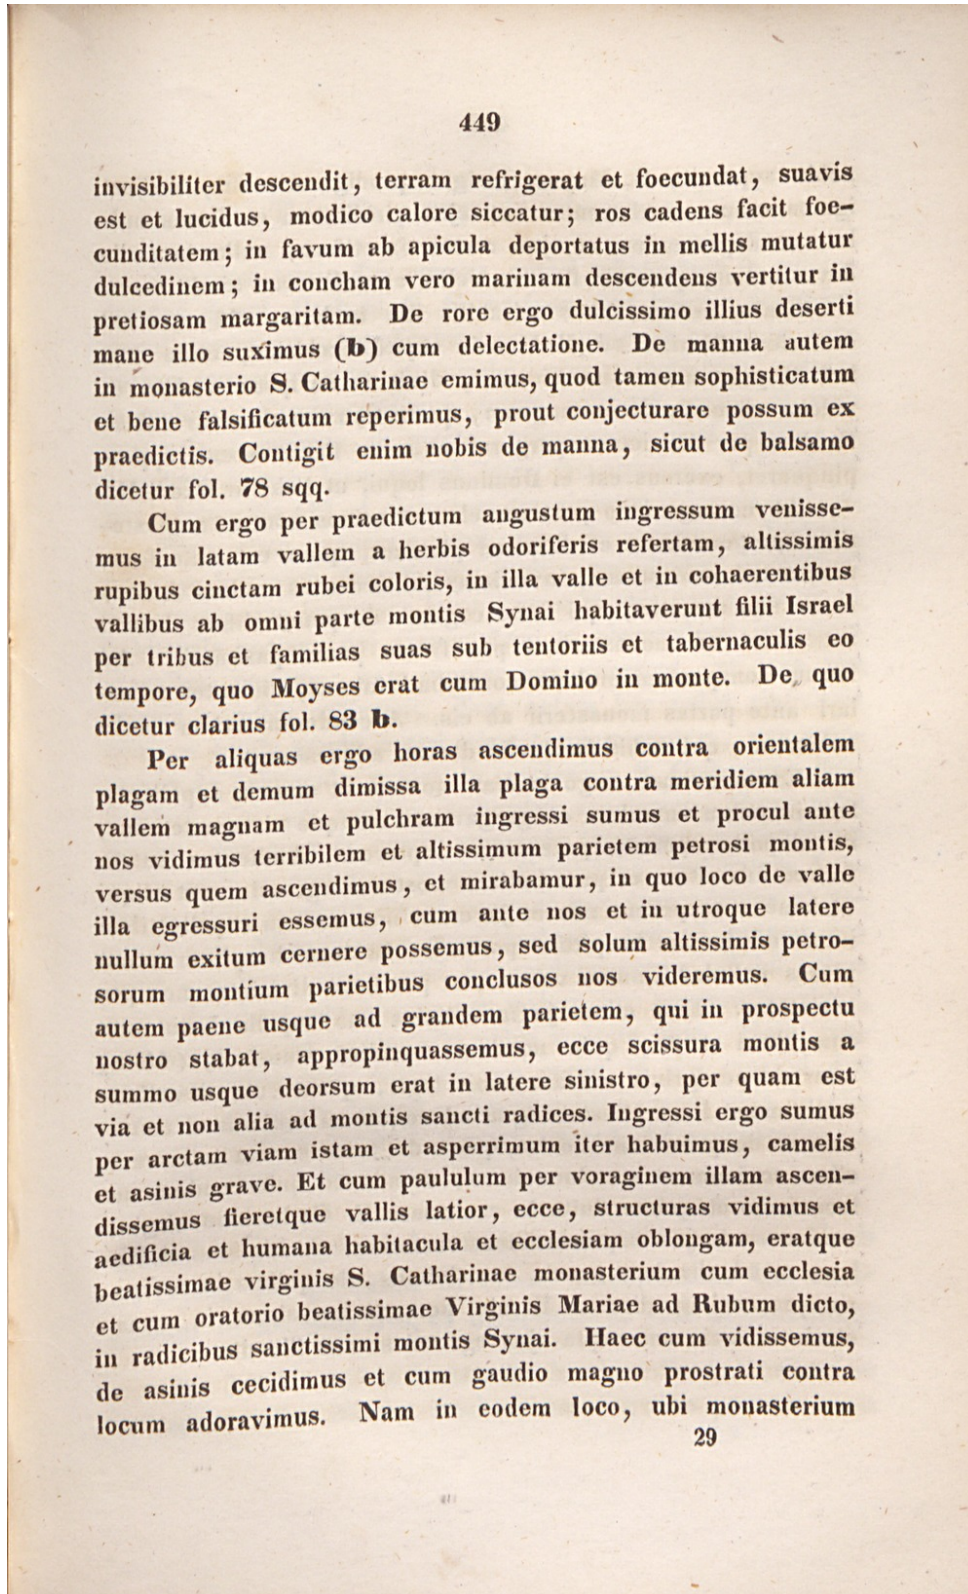 449
invisibiliter descendit, terram refrigerat et foecundat, suavis
est et lucidus, modico calore siccatur; ros cadens facit foe-
cunditatem; in favum ab apicula deportatus in mellis mutatur
dulcedinem; in concham vero marinam descendens vertitur in
pretiosam margaritam. De rore ergo dulcissimo illius deserti
mane illo suximus (b) cum delectatione. De manna autem
in monasterio S. Catharinae emimus, quod tamen sophisticatum
et bene falsificatum reperimus, prout conjecturare possum ex
praedictis. Contigit enim nobis de manna, sicut de balsamo
dicetur fol. 78 sqq.
Cum ergo per praedictum angustum ingressum venisse-
mus in latam vallem a herbis odoriferis refertam, altissimis
rupibus cinctam rubei coloris, in illa valle et in cohaerentibus
vallibus ab omni parte montis Synai habitaverunt filii Israel
per tribus et familias suas sub tentoriis et tabernaculis eo
tempore, quo Moyses erat cum Domino in monte. De quo
dicetur clarius fol. 83 b.
Per aliquas ergo horas ascendimus contra orientalem
plagam et demum dimissa illa plaga contra meridiem aliam
vallem magnam et pulchram ingressi sumus et procul ante
nos vidimus terribilem et altissimum parietem petrosi montis,
versus quem ascendimus, et mirabamur, in quo loco de valle
illa egressuri essemus, cum ante nos et in utroque latere
nullum exitum cernere possemus, sed solum altissimis petro-
sorum montium parietibus conclusos nos videremus. Cum
autem paene usque ad grandem parietem, qui in prospectu
nostro stabat, appropinquassemus, ecce scissura montis a
summo usque deorsum erat in latere sinistro, per quam est
via et non alia ad montis sancti radices. Ingressi ergo sumus
per arctam viam istam et asperrimum iter habuimus, camelis
et asinis grave. Et cum paululum per voraginem illam ascen-
dissemus fieretque vallis latior, ecce, structuras vidimus et
aedificia et humana habitacula et ecclesiam oblongam, eratque
beatissimae virginis S. Catharinae monasterium cum ecclesia
et cum oratorio beatissimae Virginis Mariae ad Rubum dicto,
in radicibus sanctissimi montis Synai. Haec cum vidissemus,
de asinis cecidimus et cum gaudio magno prostrati contra
locum adoravimus. Nam in eodem loco, ubi monasterium
29